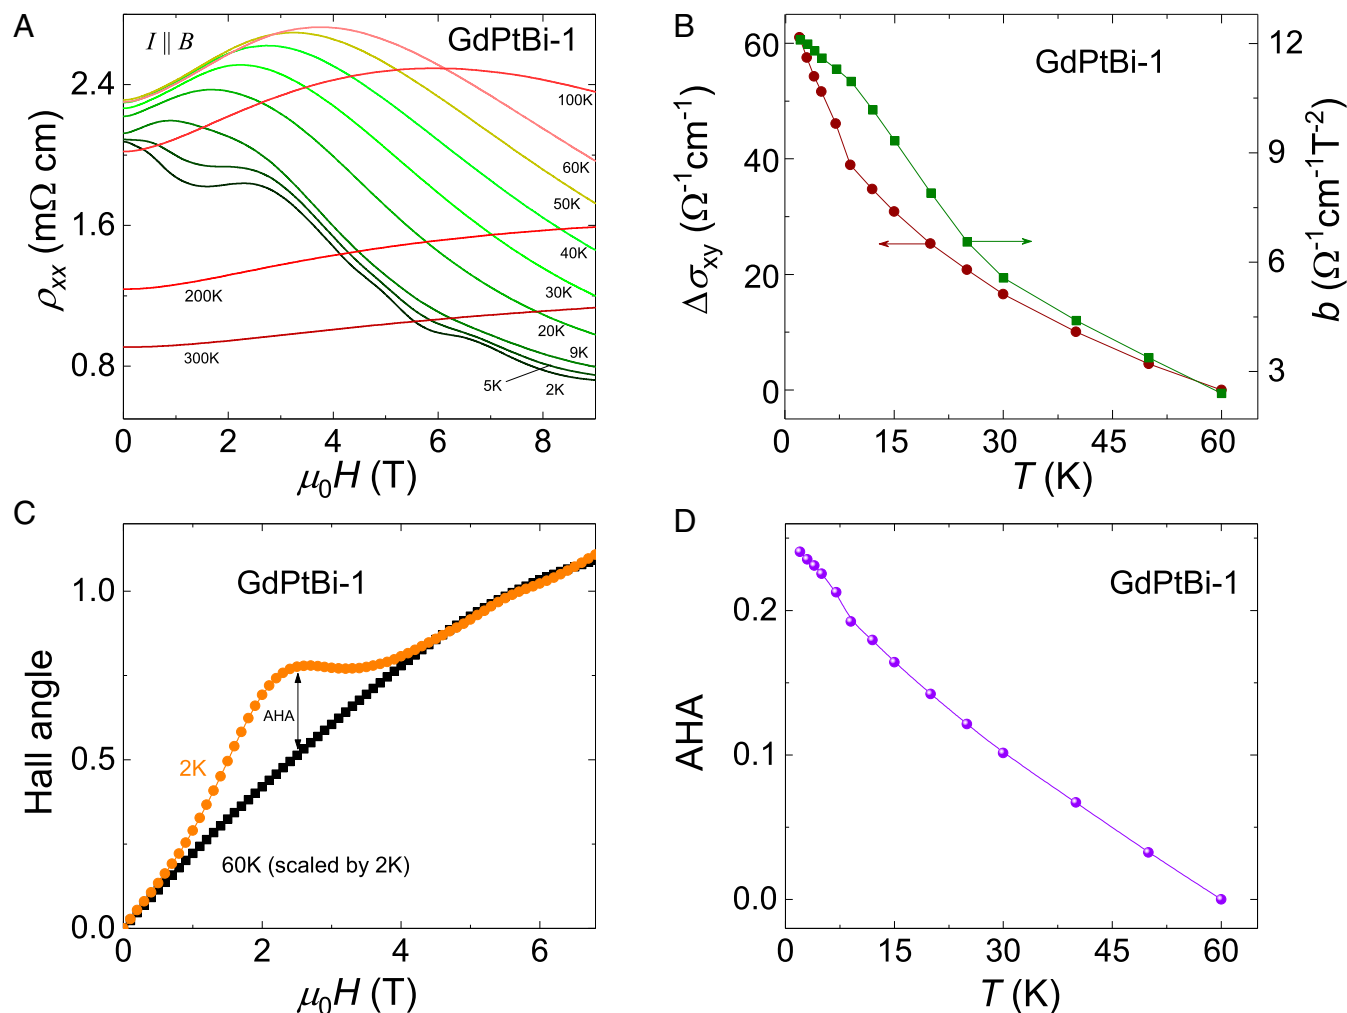 A
I ∥ B
GdPtBi-1
ρxx (mΩ cm)
2.4
1.6
0.8
100K
60K
50K
40K
30K
20K
9K
5K
2K
200K
300K
0 2 4 6 8
μ0H (T)
B
GdPtBi-1
Δσxy (Ω-1cm-1)
60
40
20
0
b (Ω-1cm-1T-2)
12
9
6
3
0 15 30 45 60
T (K)
C
GdPtBi-1
Hall angle
1.0
0.5
0.0
AHA
2K
60K (scaled by 2K)
0 2 4 6
μ0H (T)
D
GdPtBi-1
AHA
0.2
0.1
0.0
0 15 30 45 60
T (K)